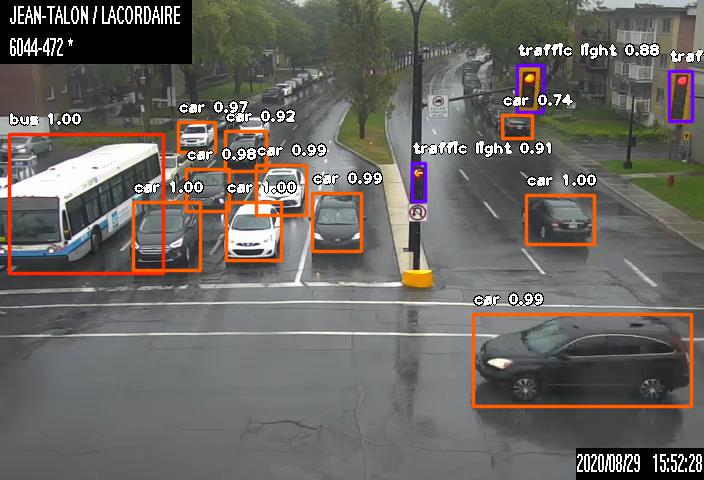 JEAN-TALON / LACORDAIRE
6044-472 *
traffic light 0.88
traf
car 0.97
car 0.74
car 0.92
bus 1.00
traffic light 0.91
car 0.98
car 0.99
car 1.00
car 1.00
car 0.99
car 1.00
car 0.99
2020/08/29 15:52:28